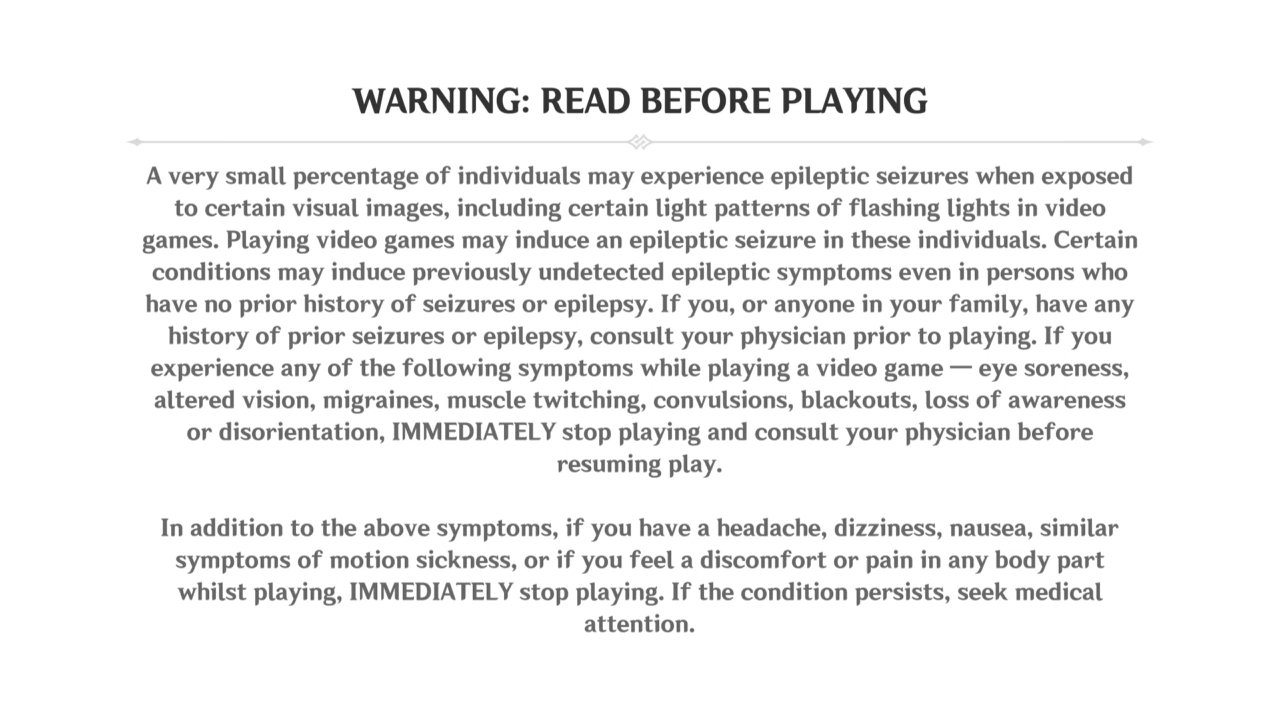 WARNING: READ BEFORE PLAYING
A very small percentage of individuals may experience epileptic seizures when exposed
to certain visual images, including certain light patterns of flashing lights in video
games. Playing video games may induce an epileptic seizure in these individuals. Certain
conditions may induce previously undetected epileptic symptoms even in persons who
have no prior history of seizures or epilepsy. If you, or anyone in your family, have any
history of prior seizures or epilepsy, consult your physician prior to playing. If you
experience any of the following symptoms while playing a video game — eye soreness,
altered vision, migraines, muscle twitching, convulsions, blackouts, loss of awareness
or disorientation, IMMEDIATELY stop playing and consult your physician before
resuming play.
In addition to the above symptoms, if you have a headache, dizziness, nausea, similar
symptoms of motion sickness, or if you feel a discomfort or pain in any body part
whilst playing, IMMEDIATELY stop playing. If the condition persists, seek medical
attention.